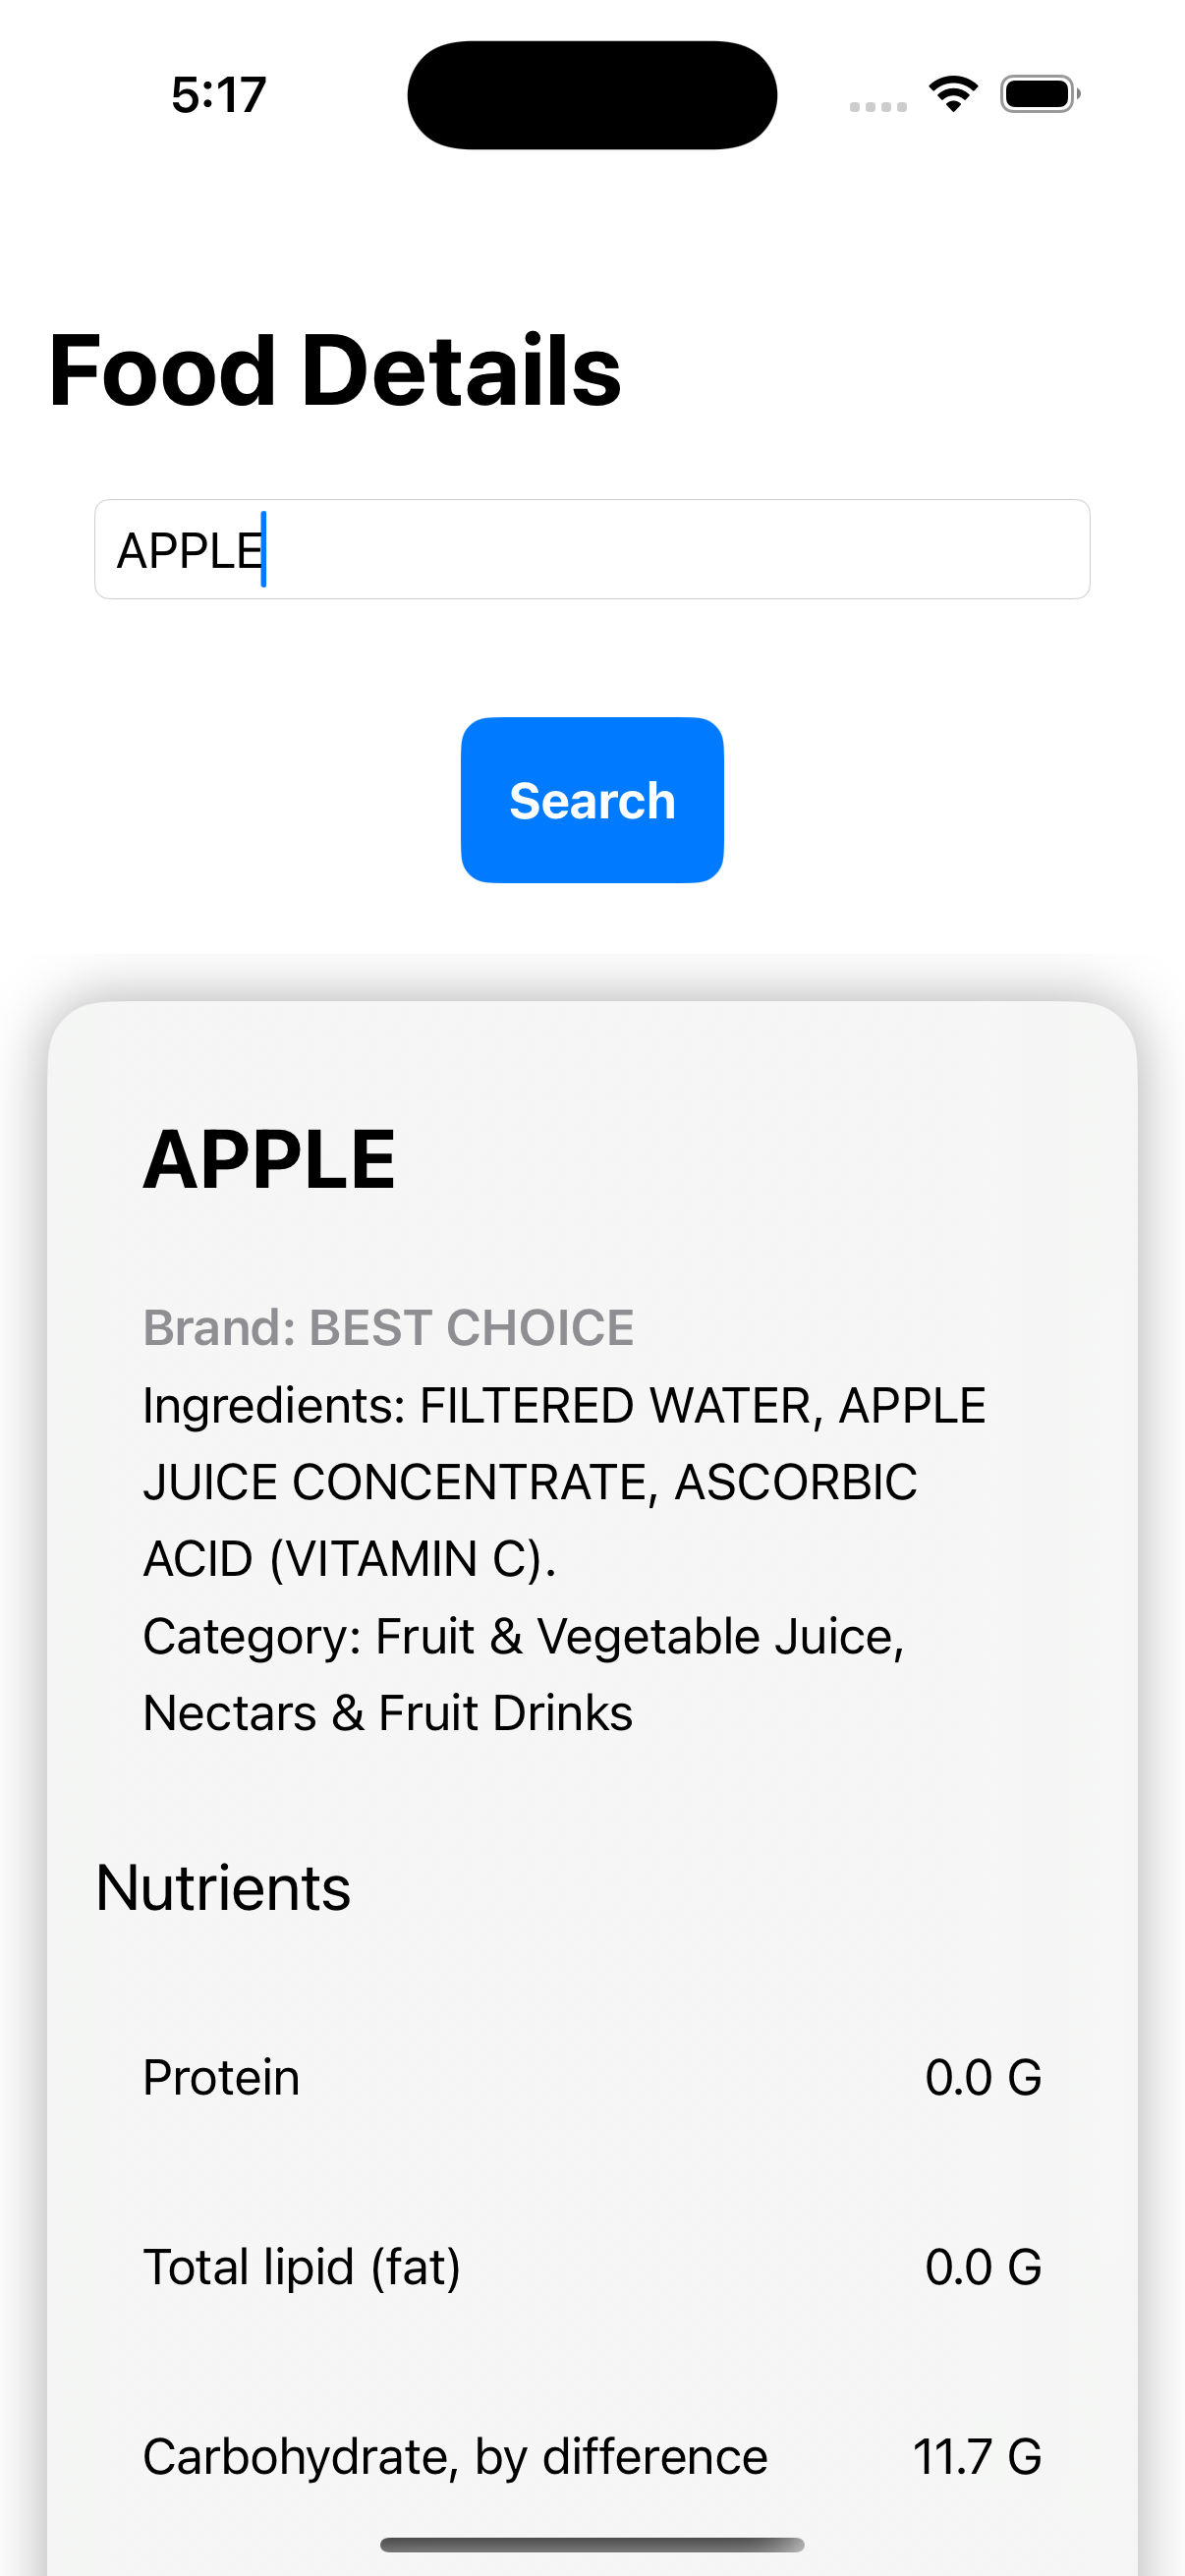 5:17
Food Details
APPLE
Search
APPLE
Brand: BEST CHOICE
Ingredients: FILTERED WATER, APPLE
JUICE CONCENTRATE, ASCORBIC
ACID (VITAMIN C).
Category: Fruit & Vegetable Juice,
Nectars & Fruit Drinks
Nutrients
Protein 0.0 G
Total lipid (fat) 0.0 G
Carbohydrate, by difference 11.7 G